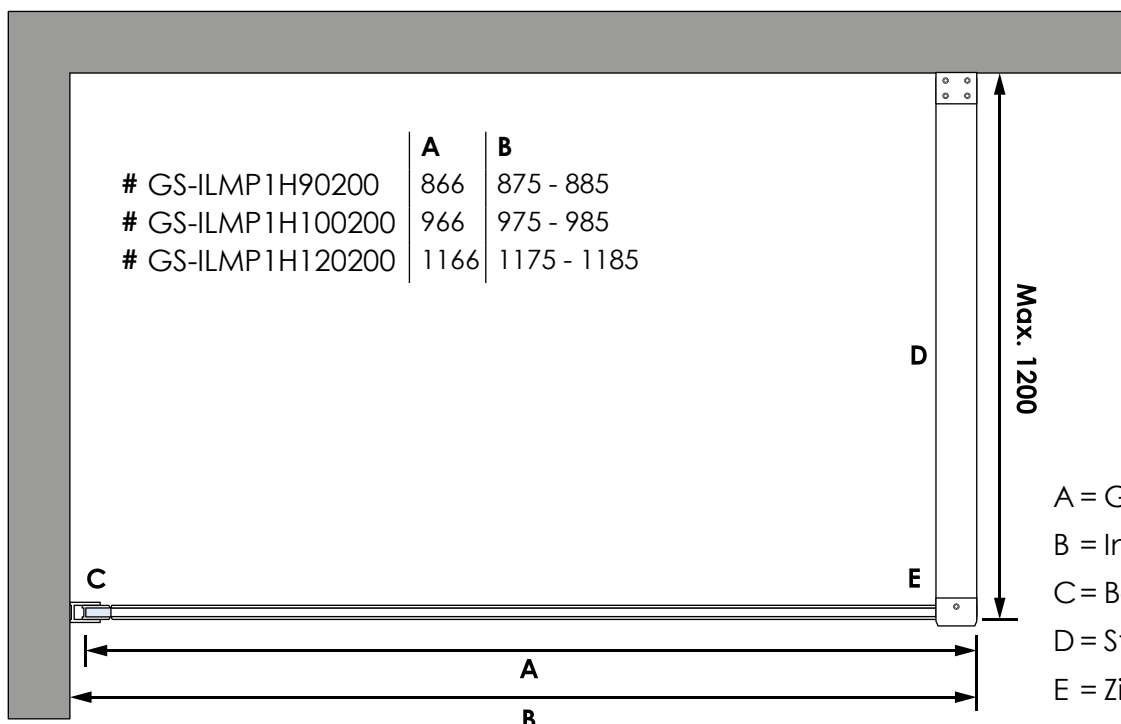 A B
# GS-ILMP1H90200 866 875 - 885
# GS-ILMP1H100200 966 975 - 985
# GS-ILMP1H120200 1166 1175 - 1185
Max. 1200
D
C
E
A =
B =
C =
D =
E =
A
B